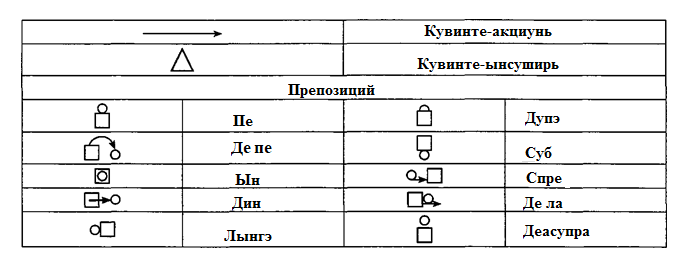 Кувинте-акциунь
Кувинте-ынсуширь
Препозиций
Пе
Дупэ
Де пе
Суб
Ын
Спре
Дин
Де ла
Лынгэ
Деасупра